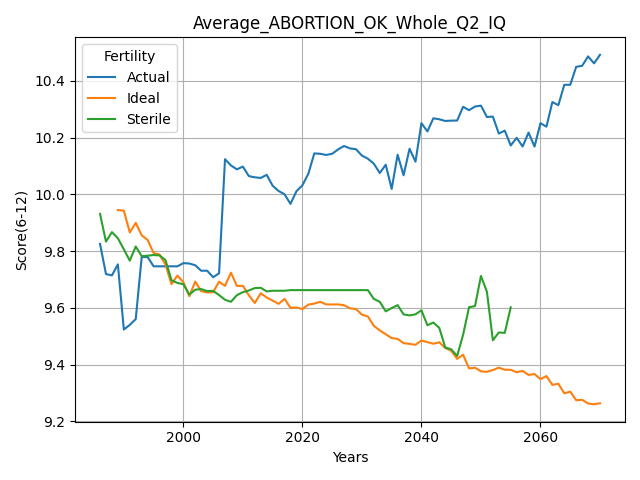 Average_ABORTION_OK_Whole_Q2_IQ
Fertility
Actual
Ideal
Sterile
Score(6-12)
10.4
10.2
10.0
9.8
9.6
9.4
9.2
2000
2020
2040
2060
Years